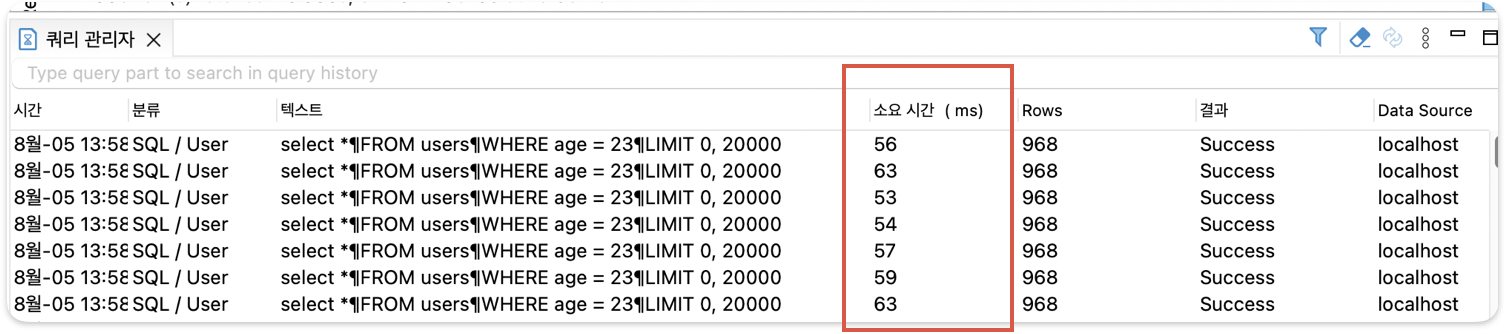 쿼리 관리자
Type query part to search in query history
시간 분류 텍스트 소요 시간 ( ms) Rows 결과 Data Source
8월-05 13:58 SQL / User select *¶FROM users¶WHERE age = 23¶LIMIT 0, 20000 56 968 Success localhost
8월-05 13:58 SQL / User select *¶FROM users¶WHERE age = 23¶LIMIT 0, 20000 63 968 Success localhost
8월-05 13:58 SQL / User select *¶FROM users¶WHERE age = 23¶LIMIT 0, 20000 53 968 Success localhost
8월-05 13:58 SQL / User select *¶FROM users¶WHERE age = 23¶LIMIT 0, 20000 54 968 Success localhost
8월-05 13:58 SQL / User select *¶FROM users¶WHERE age = 23¶LIMIT 0, 20000 57 968 Success localhost
8월-05 13:58 SQL / User select *¶FROM users¶WHERE age = 23¶LIMIT 0, 20000 59 968 Success localhost
8월-05 13:58 SQL / User select *¶FROM users¶WHERE age = 23¶LIMIT 0, 20000 63 968 Success localhost